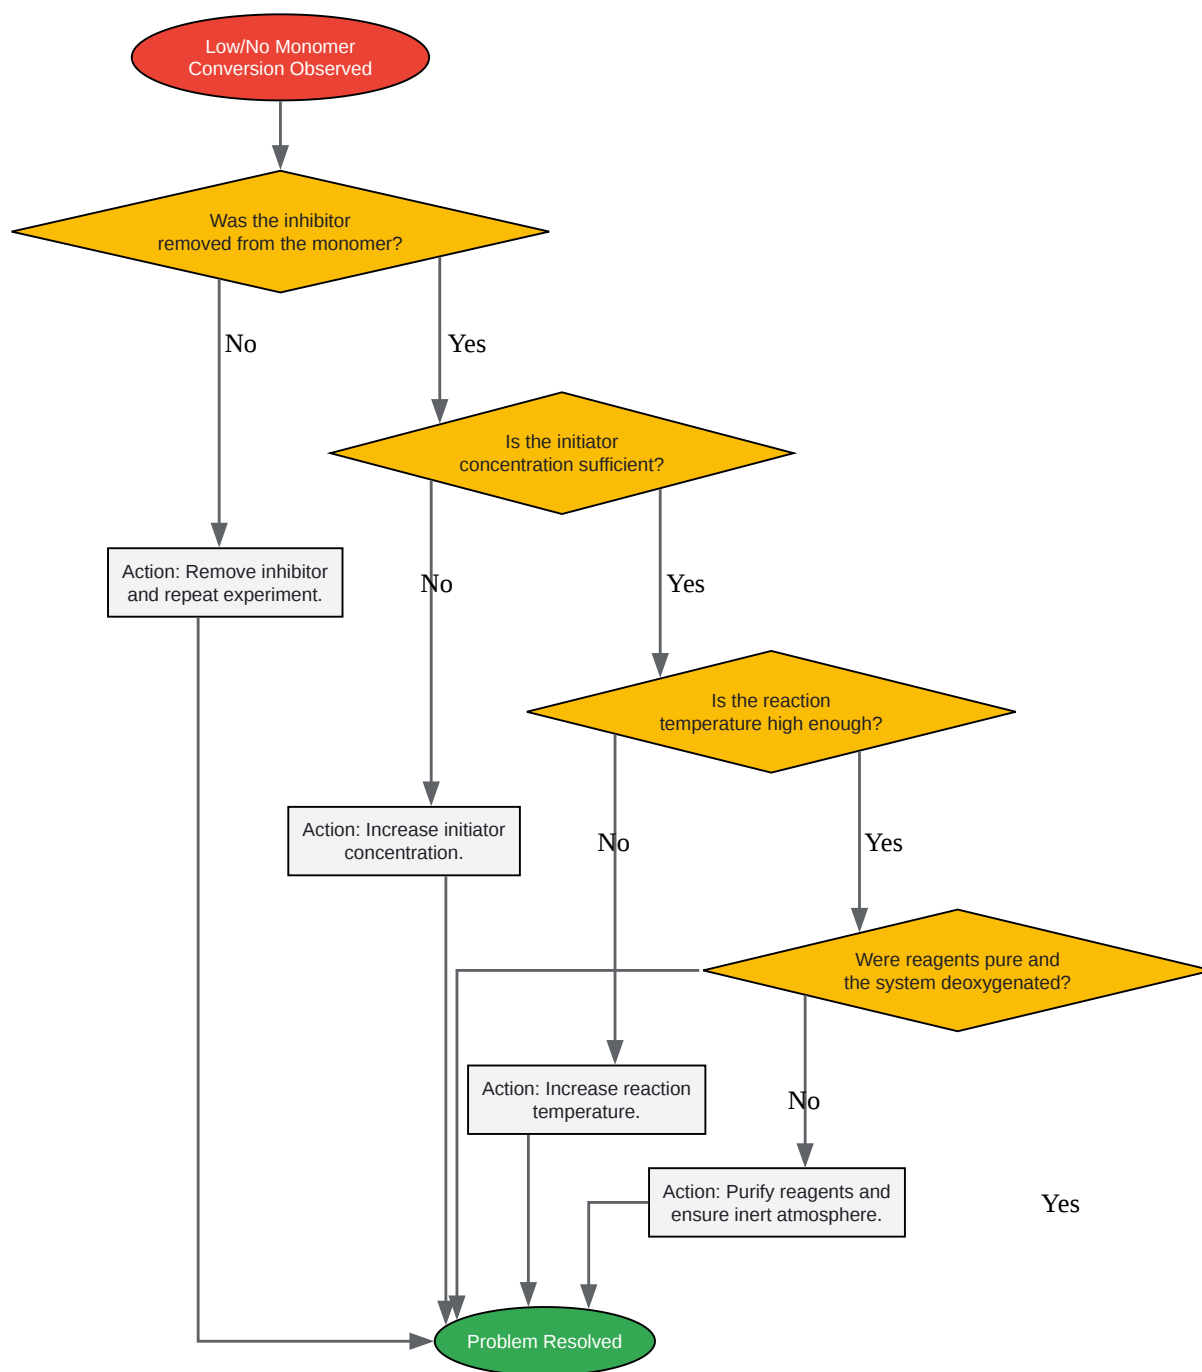 Low/No Monomer
Conversion Observed
Was the inhibitor
removed from the monomer?
No
Yes
Is the initiator
concentration sufficient?
Action: Remove inhibitor
and repeat experiment.
No
Yes
Is the reaction
temperature high enough?
Action: Increase initiator
concentration.
No
Yes
Were reagents pure and
the system deoxygenated?
Action: Increase reaction
temperature.
No
Action: Purify reagents and
ensure inert atmosphere.
Yes
Problem Resolved